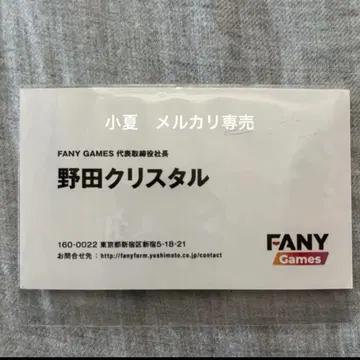 小夏　メルカリ専売
FANY GAMES 代表取締役社長
野田クリスタル
160-0022 東京都新宿区新宿5-18-21
お問合せ先：http://fanyform.yoshimoto.co.jp/contact
FANY
Games